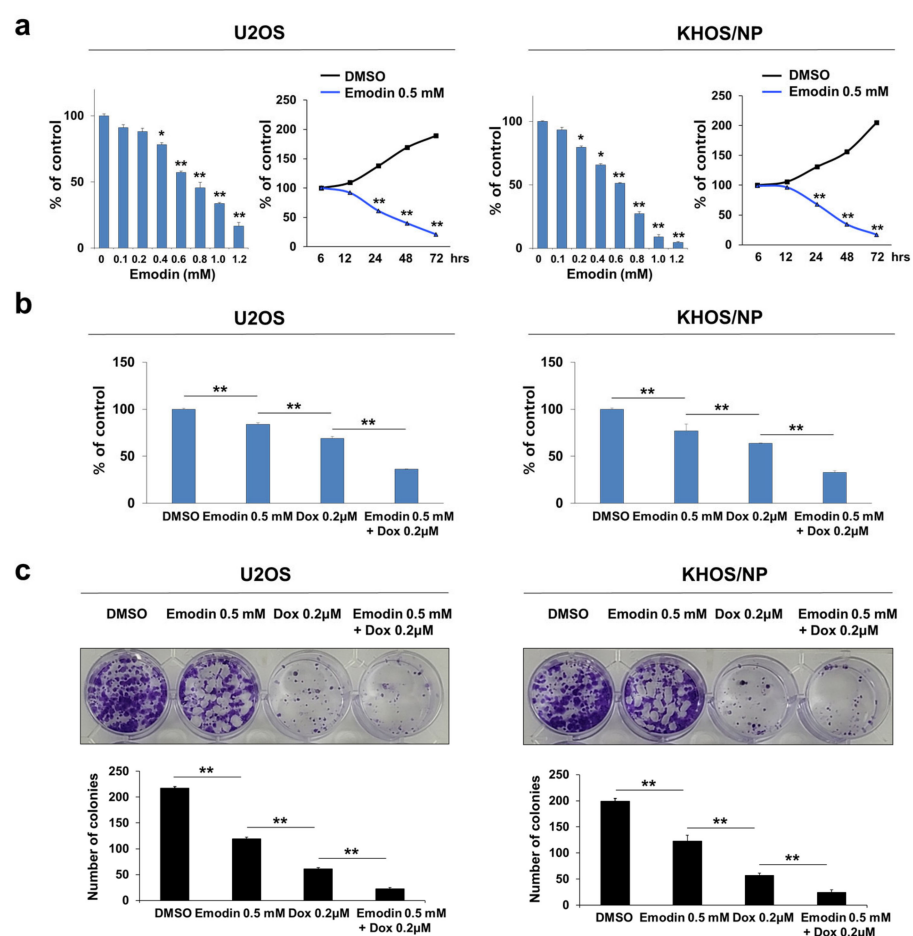 a
U2OS
KHOS/NP
% of control
100
50
0
* ** ** ** **
0 0.1 0.2 0.4 0.6 0.8 1.0 1.2
Emodin (mM)
DMSO
Emodin 0.5 mM
% of control
250
200
150
100
50
0
** ** **
6 12 24 48 72 hrs
% of control
100
50
0
* * ** ** ** **
0 0.1 0.2 0.4 0.6 0.8 1.0 1.2
Emodin (mM)
DMSO
Emodin 0.5 mM
% of control
250
200
150
100
50
0
** ** **
6 12 24 48 72 hrs
b
U2OS
KHOS/NP
% of control
150
100
50
0
** ** **
DMSO Emodin 0.5 mM Dox 0.2µM Emodin 0.5 mM
+ Dox 0.2µM
% of control
150
100
50
0
** ** **
DMSO Emodin 0.5 mM Dox 0.2µM Emodin 0.5 mM
+ Dox 0.2µM
c
U2OS
KHOS/NP
DMSO Emodin 0.5 mM Dox 0.2µM Emodin 0.5 mM
+ Dox 0.2µM
DMSO Emodin 0.5 mM Dox 0.2µM Emodin 0.5 mM
+ Dox 0.2µM
Number of colonies
250
200
150
100
50
0
** ** **
DMSO Emodin 0.5 mM Dox 0.2µM Emodin 0.5 mM
+ Dox 0.2µM
Number of colonies
250
200
150
100
50
0
** ** **
DMSO Emodin 0.5 mM Dox 0.2µM Emodin 0.5 mM
+ Dox 0.2µM